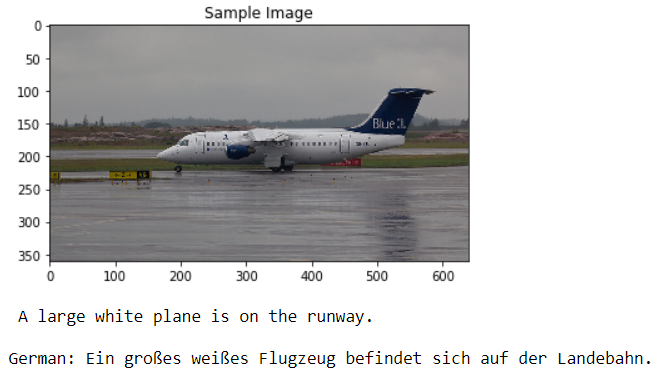 Sample Image
0
50
100
150
200
250
300
350
0 100 200 300 400 500 600
Blue1
A large white plane is on the runway.
German: Ein großes weißes Flugzeug befindet sich auf der Landebahn.